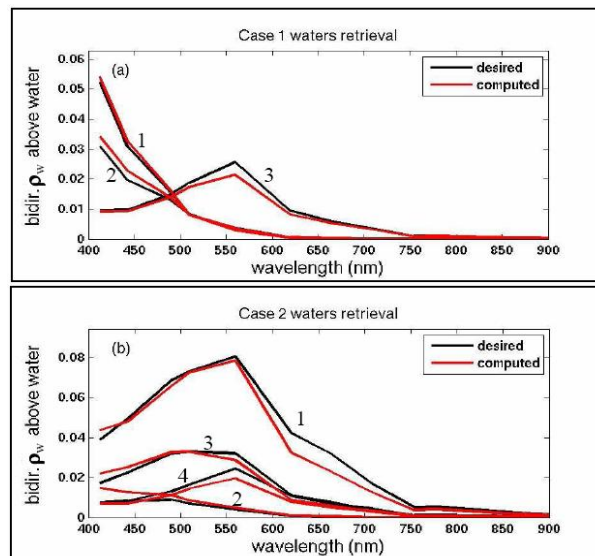 Case 1 waters retrieval
(a)
desired
computed
1
2
3
0.06
0.05
0.04
0.03
0.02
0.01
0
bidir. ρw above water
400 450 500 550 600 650 700 750 800 850 900
wavelength (nm)
Case 2 waters retrieval
(b)
desired
computed
1
3
4
2
0.08
0.06
0.04
0.02
0
bidir. ρw above water
400 450 500 550 600 650 700 750 800 850 900
wavelength (nm)